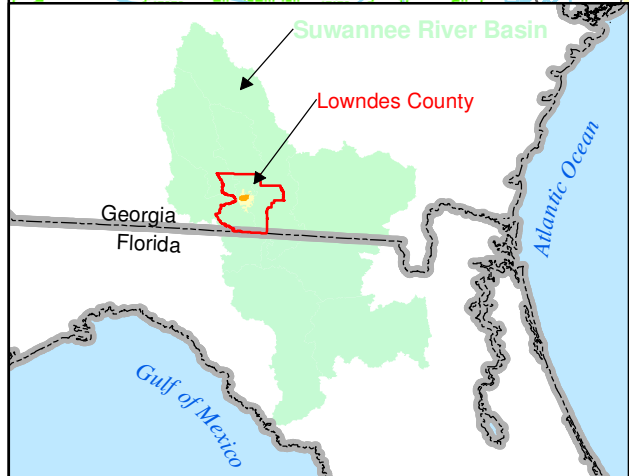 Suwannee River Basin
Lowndes County
Atlantic Ocean
Georgia
Florida
Gulf of Mexico